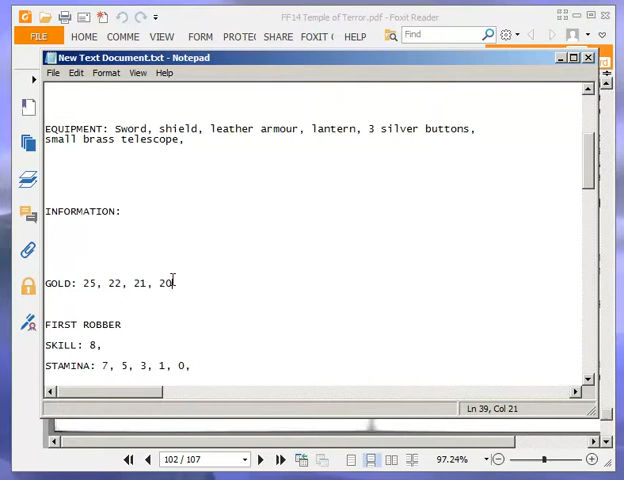 FF14 Temple of Terror.pdf - Foxit Reader
FILE HOME COMME VIEW FORM PROTEC SHARE FOXIT C Find
New Text Document.txt - Notepad
File Edit Format View Help
EQUIPMENT: Sword, shield, leather armour, lantern, 3 silver buttons,
small brass telescope,
INFORMATION:
GOLD: 25, 22, 21, 20
FIRST ROBBER
SKILL: 8,
STAMINA: 7, 5, 3, 1, 0,
Ln 39, Col 21
102 / 107 97.24%